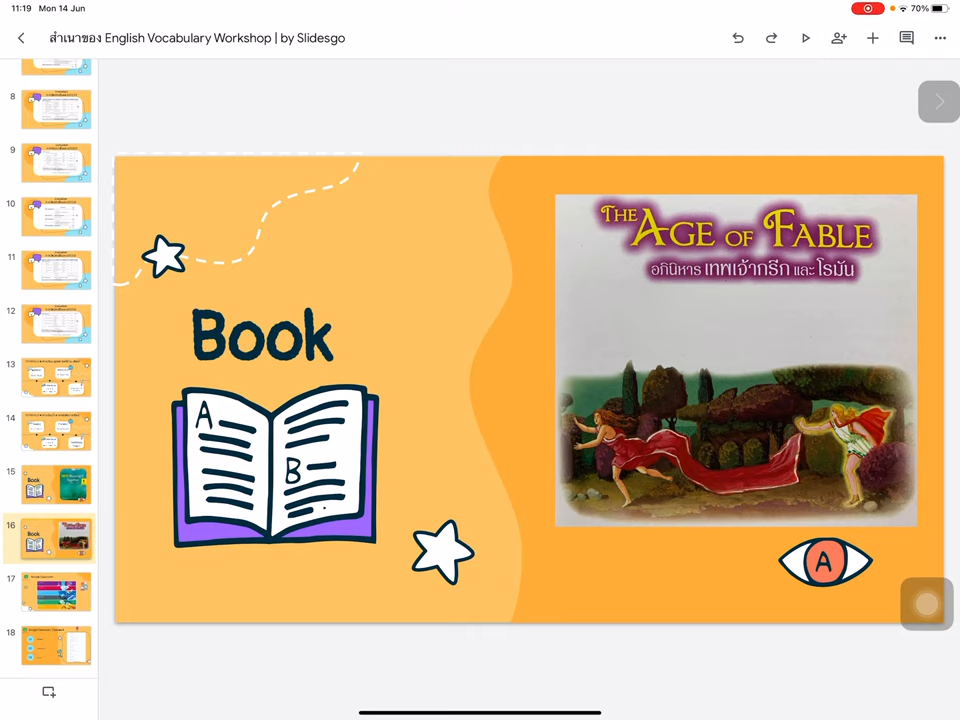 11:19 Mon 14 Jun
70%
สำเนาของ English Vocabulary Workshop | by Slidesgo
8
9
10
11
12
13
14
15
Book
16
Book
17
18
Book
A
B
THE AGE OF FABLE
อภินิหาร เทพเจ้ากรีก และ โรมัน
A